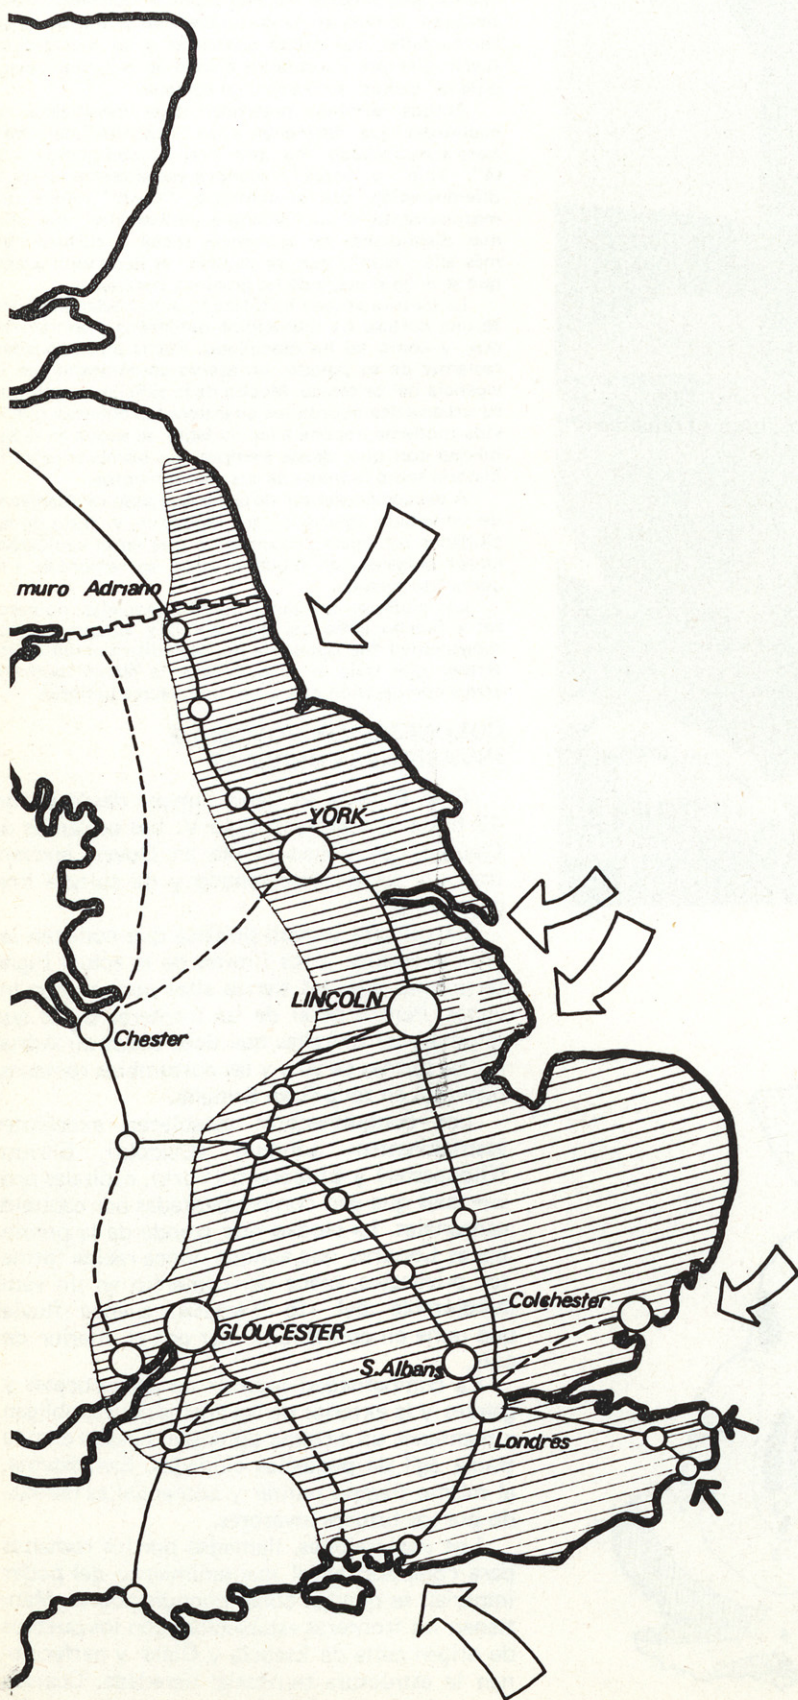 muro Adriano
YORK
LINCOLN
Chester
Colchester
GLOUCESTER
S.Albans
Londres